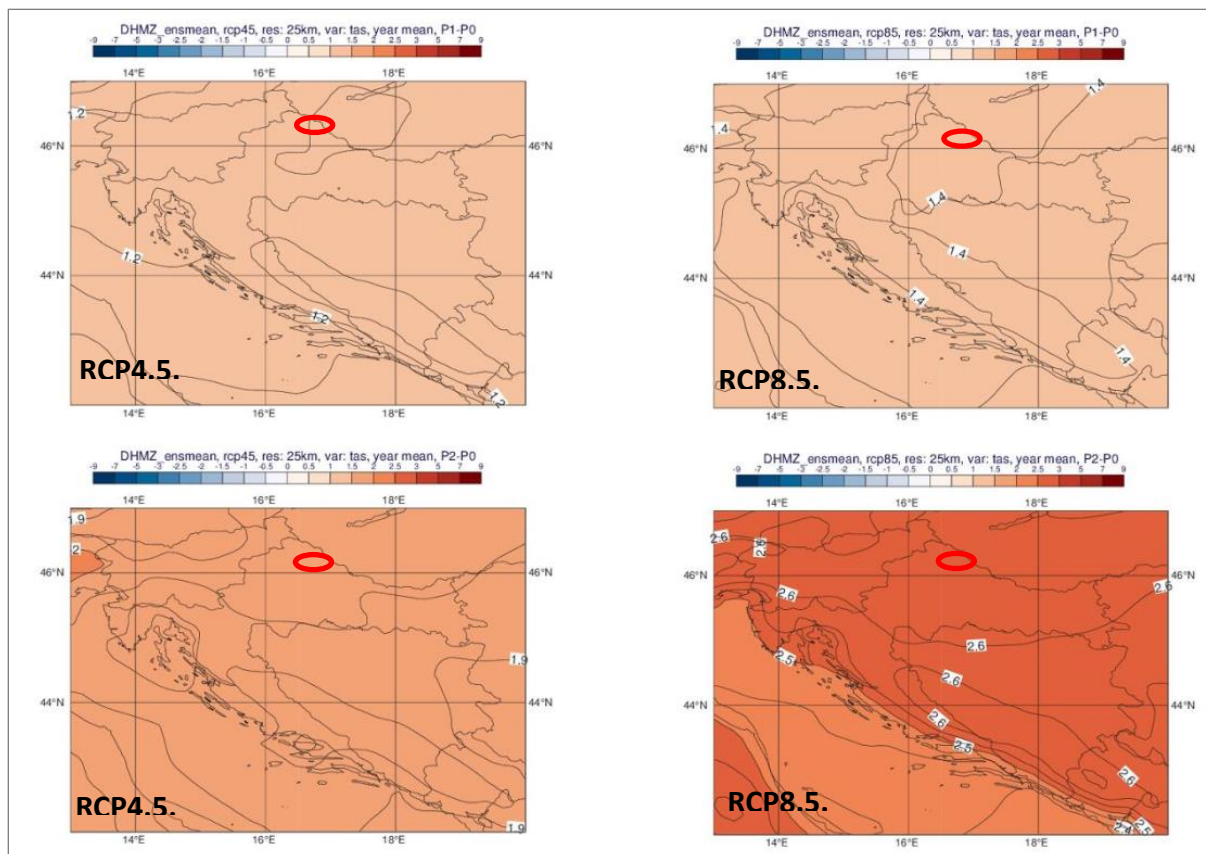 DHMZ_ensmean, rcp45, res: 25km, var: tas, year mean, P1-P0
-9 -7 -5 -3 -2.5 -2 -1.5 -1 -0.5 0 0.5 1 1.5 2 2.5 3 5 7 9
14°E 16°E 18°E
1.2
46°N
1.2
44°N
1.2
RCP4.5.
1.2
14°E 16°E 18°E
DHMZ_ensmean, rcp85, res: 25km, var: tas, year mean, P1-P0
-9 -7 -5 -3 -2.5 -2 -1.5 -1 -0.5 0 0.5 1 1.5 2 2.5 3 5 7 9
14°E 16°E 18°E
1.4
1.4
46°N 46°N
1.4
1.4
44°N 44°N
1.4
1.4
RCP8.5.
14°E 16°E 18°E
DHMZ_ensmean, rcp45, res: 25km, var: tas, year mean, P2-P0
-9 -7 -5 -3 -2.5 -2 -1.5 -1 -0.5 0 0.5 1 1.5 2 2.5 3 5 7 9
14°E 16°E 18°E
1.9
2
46°N
1.9
44°N
RCP4.5.
1.9
14°E 16°E 18°E
DHMZ_ensmean, rcp85, res: 25km, var: tas, year mean, P2-P0
-9 -7 -5 -3 -2.5 -2 -1.5 -1 -0.5 0 0.5 1 1.5 2 2.5 3 5 7 9
14°E 16°E 18°E
2.6
2.6
2.6
46°N 46°N
2.6
2.6
2.6
2.5
2.6
44°N 44°N
2.6
2.5
2.6
RCP8.5.
2.4
2.5
14°E 16°E 18°E